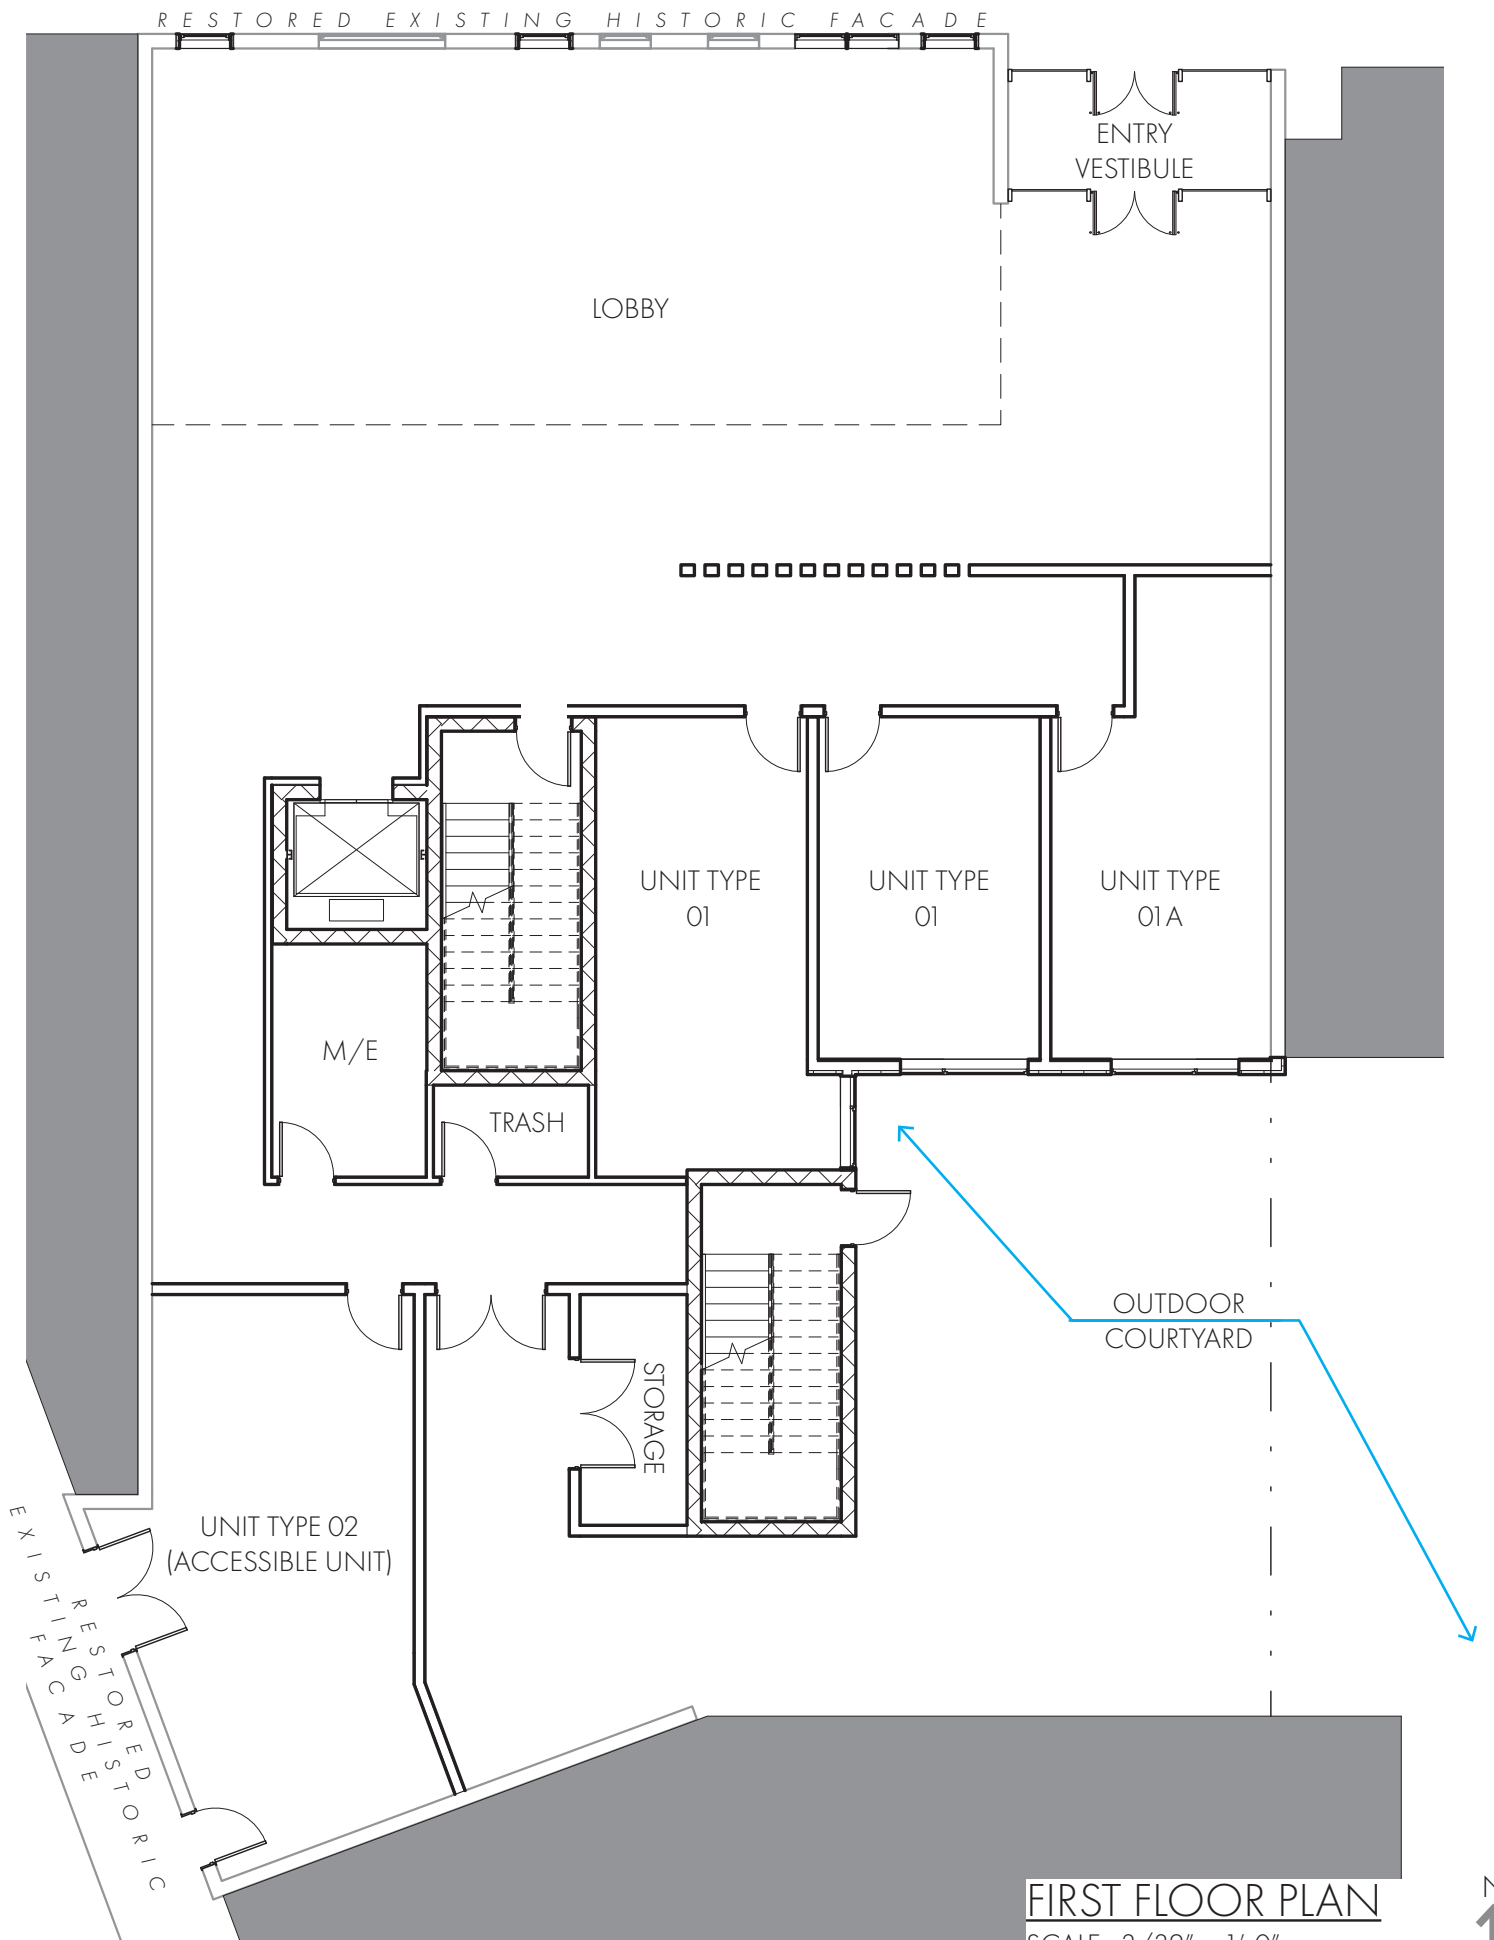 RESTORED EXISTING HISTORIC FACADE
ENTRY
VESTIBULE
LOBBY
UNIT TYPE
01
UNIT TYPE
01
UNIT TYPE
01A
M/E
TRASH
OUTDOOR
COURTYARD
STORAGE
UNIT TYPE 02
(ACCESSIBLE UNIT)
RESTORED
EXISTING HISTORIC
FACADE
FIRST FLOOR PLAN
N